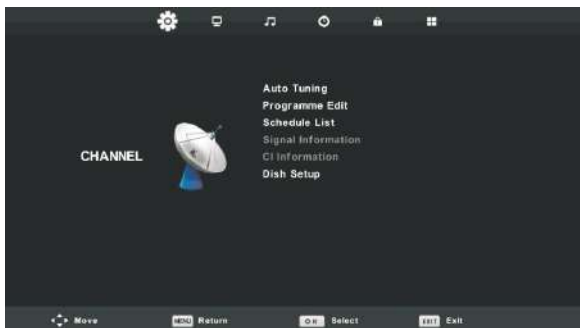 Auto Tuning
Programme Edit
Schedule List
Signal Information
CI Information
Dish Setup
CHANNEL
Move MENU Return OK Select EXIT Exit